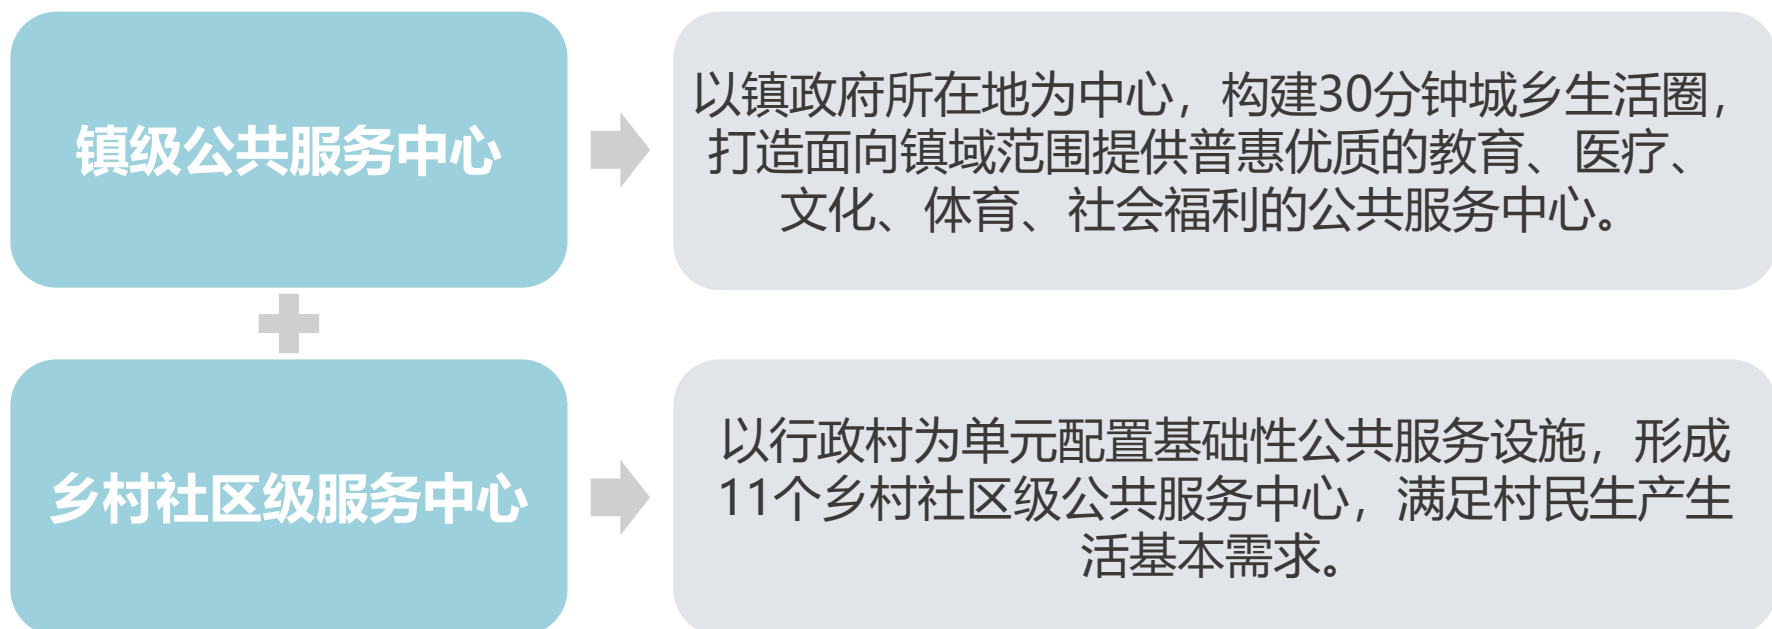 镇级公共服务中心
以镇政府所在地为中心，构建30分钟城乡生活圈，
打造面向镇域范围提供普惠优质的教育、医疗、
文化、体育、社会福利的公共服务中心。
乡村社区级服务中心
以行政村为单元配置基础性公共服务设施，形成
11个乡村社区级公共服务中心，满足村民生产生
活基本需求。